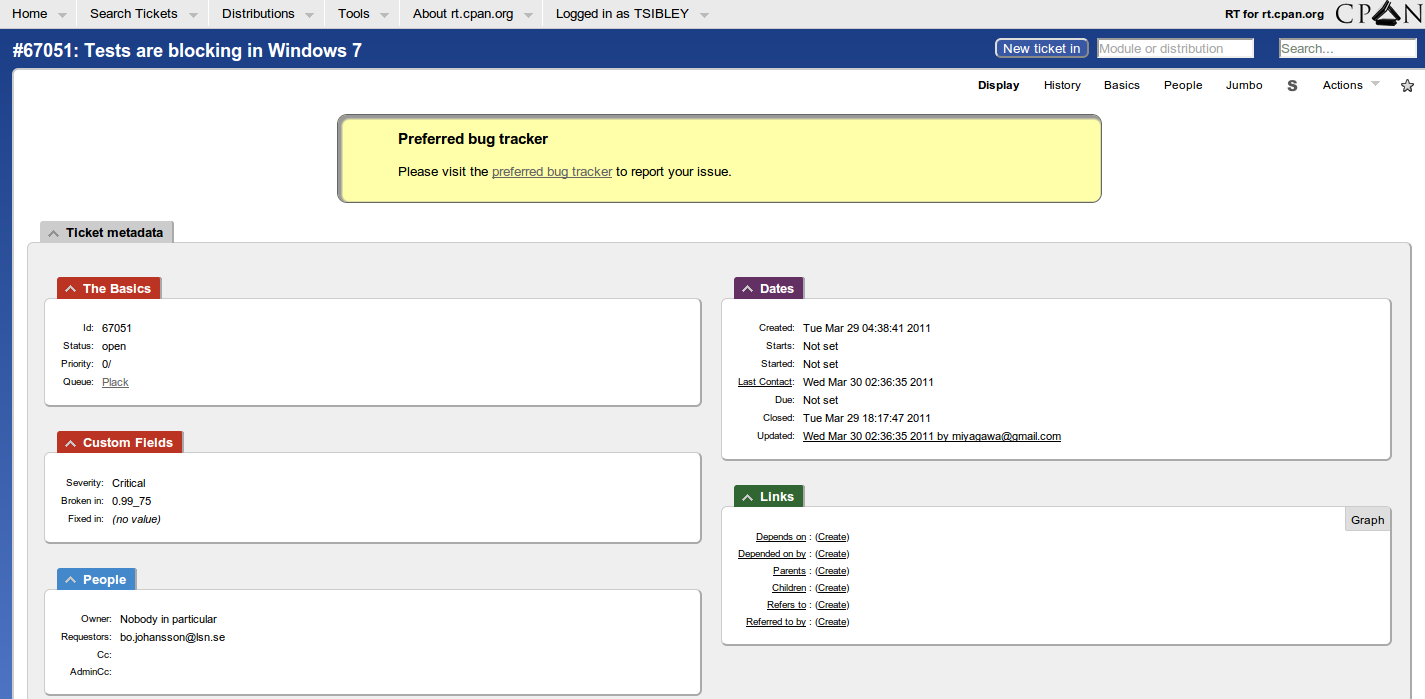 Home Search Tickets Distributions Tools About rt.cpan.org Logged in as TSIBLEY RT for rt.cpan.org CPAN
#67051: Tests are blocking in Windows 7 New ticket in Module or distribution Search...
Display History Basics People Jumbo S Actions
Preferred bug tracker
Please visit the preferred bug tracker to report your issue.
Ticket metadata
The Basics
Id: 67051
Status: open
Priority: 0/
Queue: Plack
Custom Fields
Severity: Critical
Broken in: 0.99_75
Fixed in: (no value)
People
Owner: Nobody in particular
Requestors: bo.johansson@lsn.se
Cc:
AdminCc:
Dates
Created: Tue Mar 29 04:38:41 2011
Starts: Not set
Started: Not set
Last Contact: Wed Mar 30 02:36:35 2011
Due: Not set
Closed: Tue Mar 29 18:17:47 2011
Updated: Wed Mar 30 02:36:35 2011 by miyagawa@gmail.com
Links
Graph
Depends on : (Create)
Depended on by : (Create)
Parents : (Create)
Children : (Create)
Refers to : (Create)
Referred to by : (Create)